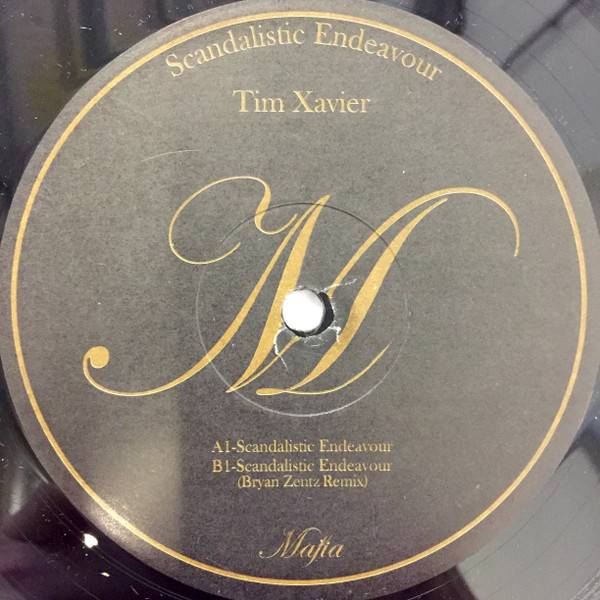 Scandalistic Endeavour
Tim Xavier
M
A1-Scandalistic Endeavour
B1-Scandalistic Endeavour
(Bryan Zentz Remix)
Mafia